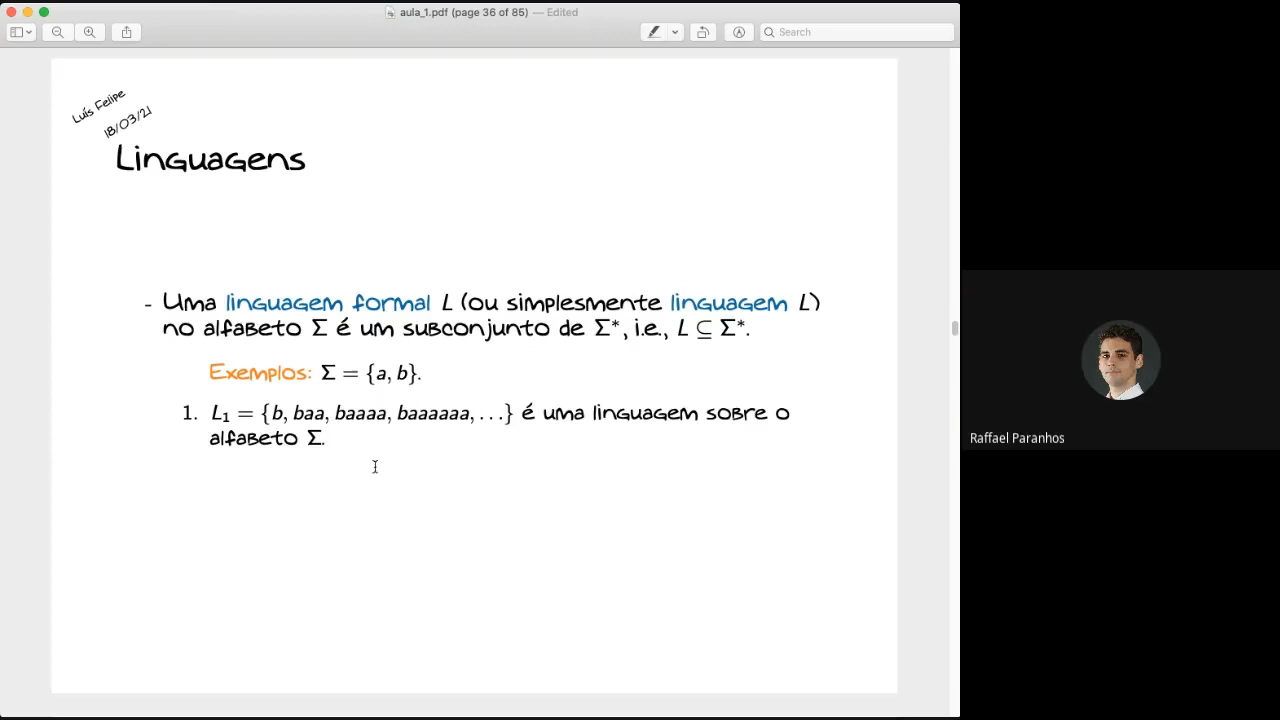 aula_1.pdf (page 36 of 85) — Edited
Search
Luís Felipe
18/03/21
Linguagens
- Uma linguagem formal L (ou simplesmente linguagem L)
no alfabeto Σ é um subconjunto de Σ*, i.e., L ⊆ Σ*.
Exemplos: Σ = {a, b}.
1. L₁ = {b, baa, baaaa, baaaaaa, . . .} é uma linguagem sobre o
alfabeto Σ.
Raffael Paranhos